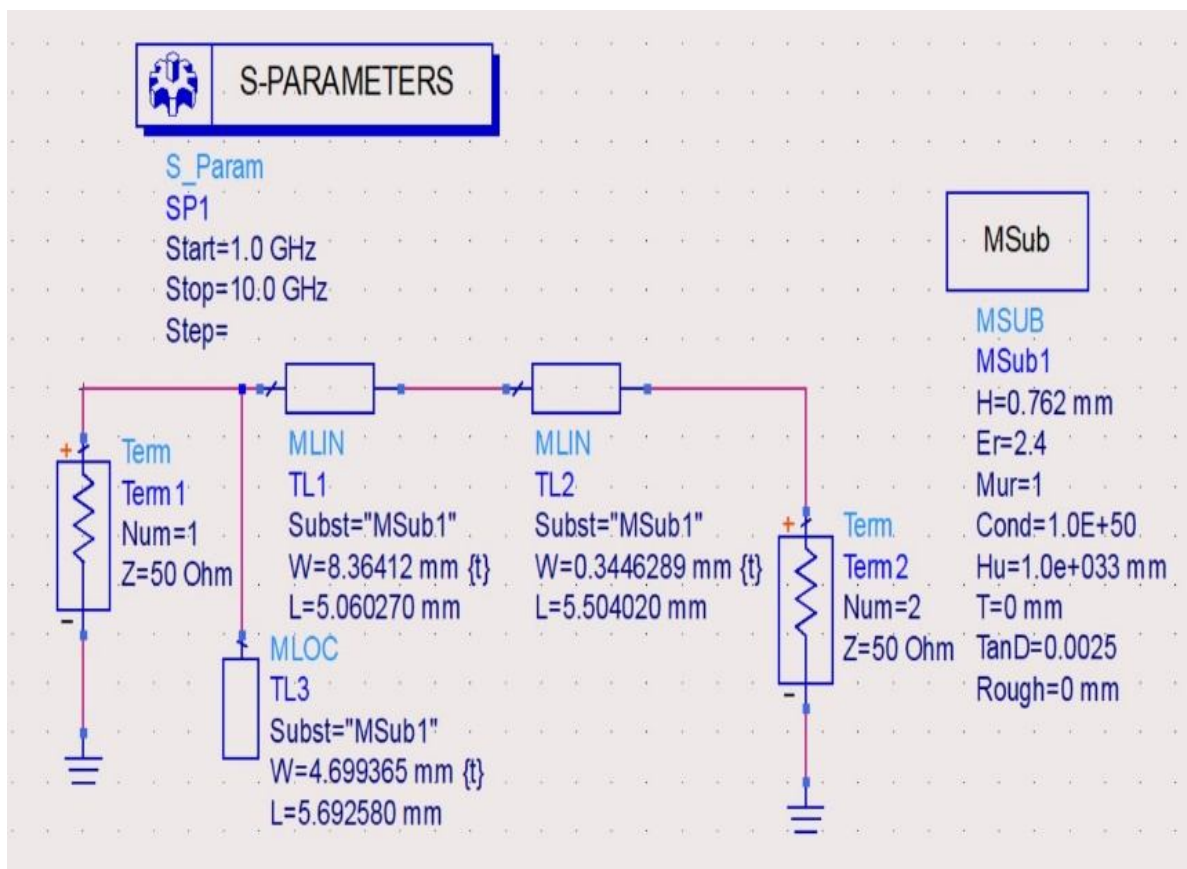 S-PARAMETERS
S_Param
SP1
Start=1.0 GHz
Stop=10.0 GHz
Step=
MSub
MSUB
MSub1
H=0.762 mm
Er=2.4
Mur=1
Cond=1.0E+50
Hu=1.0e+033 mm
T=0 mm
TanD=0.0025
Rough=0 mm
+
Term
Term1
Num=1
Z=50 Ohm
-
MLIN
TL1
Subst="MSub1"
W=8.36412 mm {t}
L=5.060270 mm
MLIN
TL2
Subst="MSub1"
W=0.3446289 mm {t}
L=5.504020 mm
MLOC
TL3
Subst="MSub1"
W=4.699365 mm {t}
L=5.692580 mm
+
Term
Term2
Num=2
Z=50 Ohm
-